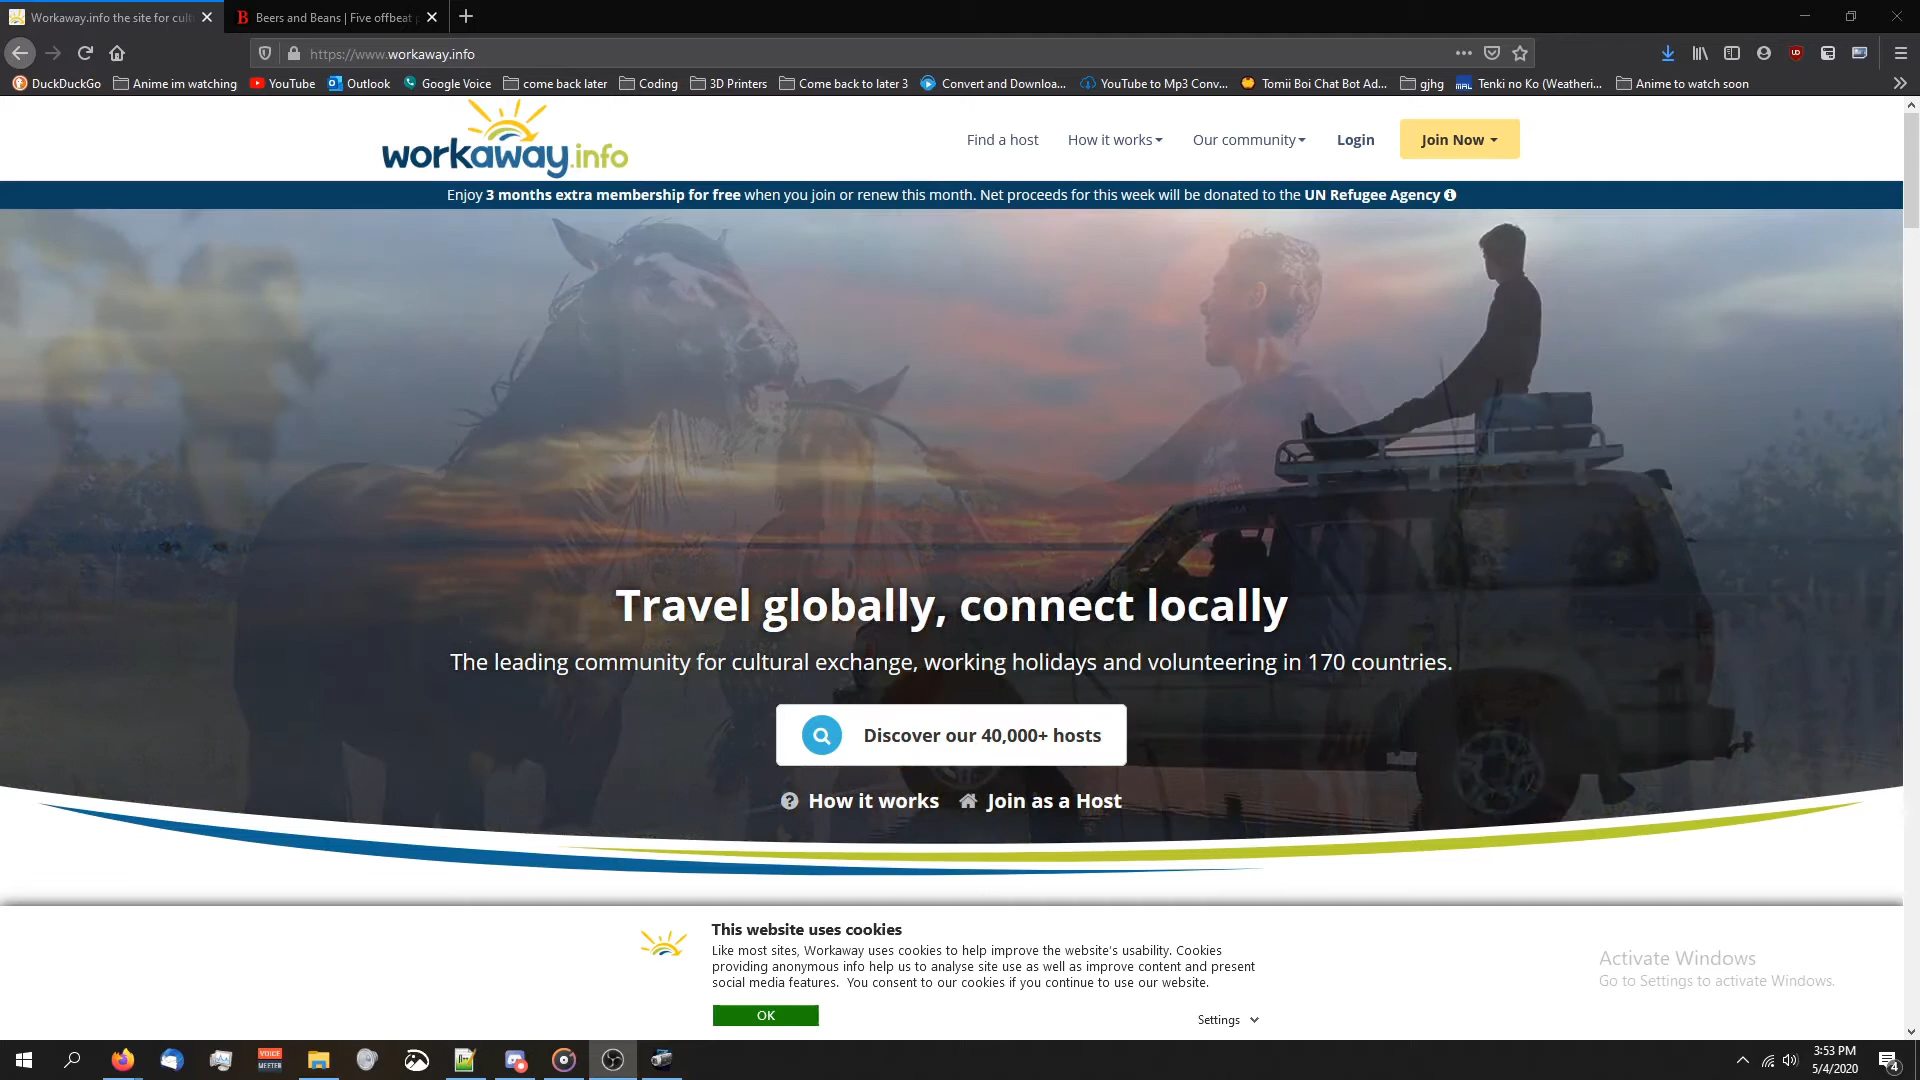 Workaway.info the site for cult
Beers and Beans | Five offbeat
https://www.workaway.info
DuckDuckGo
Anime im watching
YouTube
Outlook
Google Voice
come back later
Coding
3D Printers
Come back to later 3
Convert and Downloa...
YouTube to Mp3 Conv...
Tomii Boi Chat Bot Ad...
gjhg
MAL
Tenki no Ko (Weatheri...
Anime to watch soon
workaway.info
Find a host
How it works
Our community
Login
Join Now
Enjoy 3 months extra membership for free when you join or renew this month. Net proceeds for this week will be donated to the UN Refugee Agency
Travel globally, connect locally
The leading community for cultural exchange, working holidays and volunteering in 170 countries.
Discover our 40,000+ hosts
How it works
Join as a Host
This website uses cookies
Like most sites, Workaway uses cookies to help improve the website's usability. Cookies
providing anonymous info help us to analyse site use as well as improve content and present
social media features. You consent to our cookies if you continue to use our website.
OK
Settings
Activate Windows
Go to Settings to activate Windows.
VOICE
MEETER
3:53 PM
5/4/2020
4